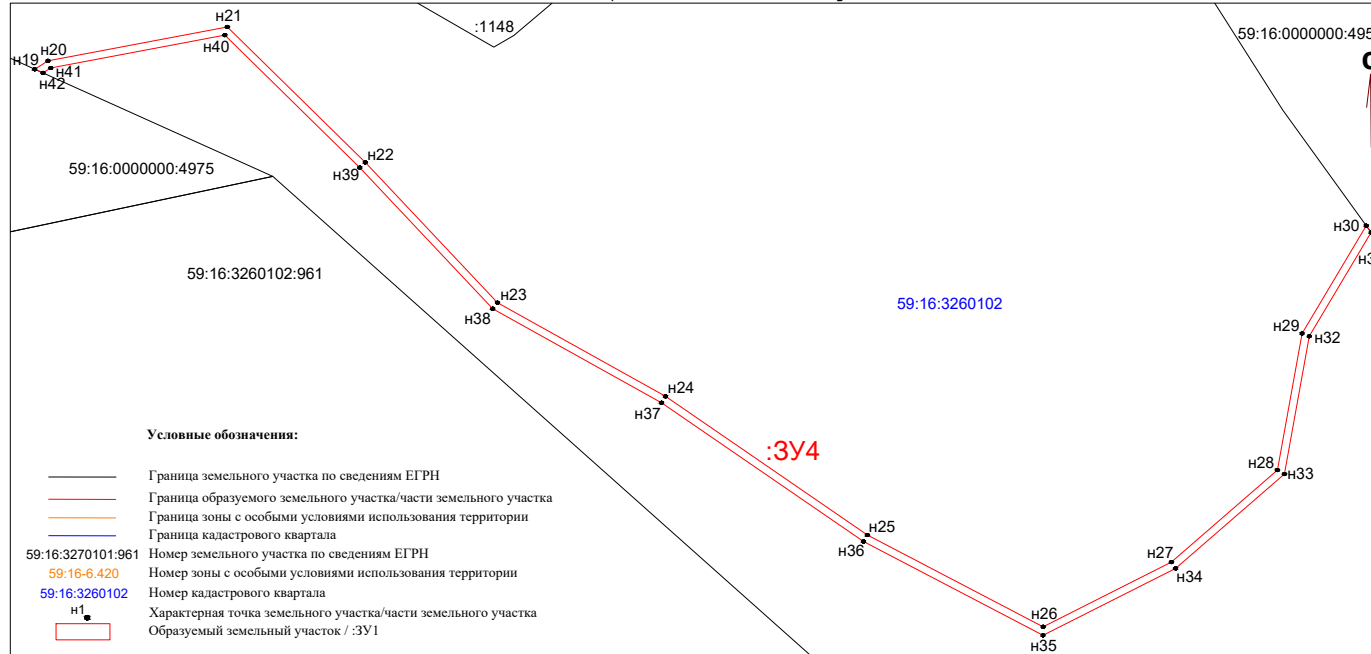 н21
:1148
59:16:0000000:495
н20
н40
н19
н41
н42
н22
59:16:0000000:4975
н39
н30
59:16:3260102:961
н23
59:16:3260102
н38
н29
н32
н24
н37
:ЗУ4
н28
н33
н25
н36
н27
н34
н26
н35
Условные обозначения:
Граница земельного участка по сведениям ЕГРН
Граница образуемого земельного участка/части земельного участка
Граница зоны с особыми условиями использования территории
Граница кадастрового квартала
59:16:3270101:961 Номер земельного участка по сведениям ЕГРН
59:16-6.420 Номер зоны с особыми условиями использования территории
59:16:3260102 Номер кадастрового квартала
н1 Характерная точка земельного участка/части земельного участка
Образуемый земельный участок / :ЗУ1